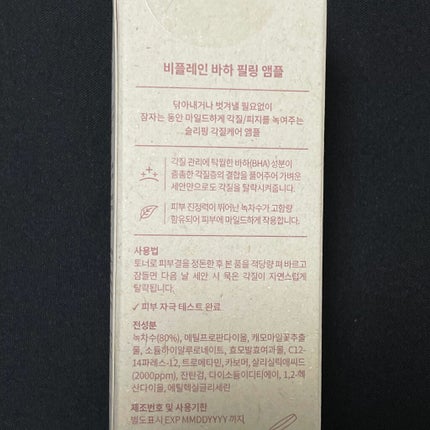 비플레인 바하 필링 앰플
닦아내거나 벗겨낼 필요없이
잠자는 동안 마일드하게 각질/피지를 녹여주는
슬리핑 각질케어 앰플
각질 관리에 탁월한 바하(BHA) 성분이
촘촘한 각질층의 결합을 풀어주어 가벼운
세안만으로도 각질을 탈락시켜줍니다.
피부 진정력이 뛰어난 녹차수가 고함량
함유되어 피부에 마일드하게 작용합니다.
사용법
토너로 피부결을 정돈한 후 본 품을 적당량 펴 바르고
잠들면 다음 날 세안 시 묵은 각질이 자연스럽게
탈락됩니다.
✓ 피부 자극 테스트 완료
전성분
녹차수(80%), 메틸프로판다이올, 캐모마일꽃추출
물, 소듐하이알루로네이트, 효모발효여과물, C12-
14파레스-12, 트로메타민, 카보머, 살리실릭애씨드
(2000ppm), 잔탄검, 다이소듐이디티에이, 1,2-헥
산다이올, 에틸헥실글리세린
제조번호 및 사용기한
별도표시 EXP MMDDYYYY 까지